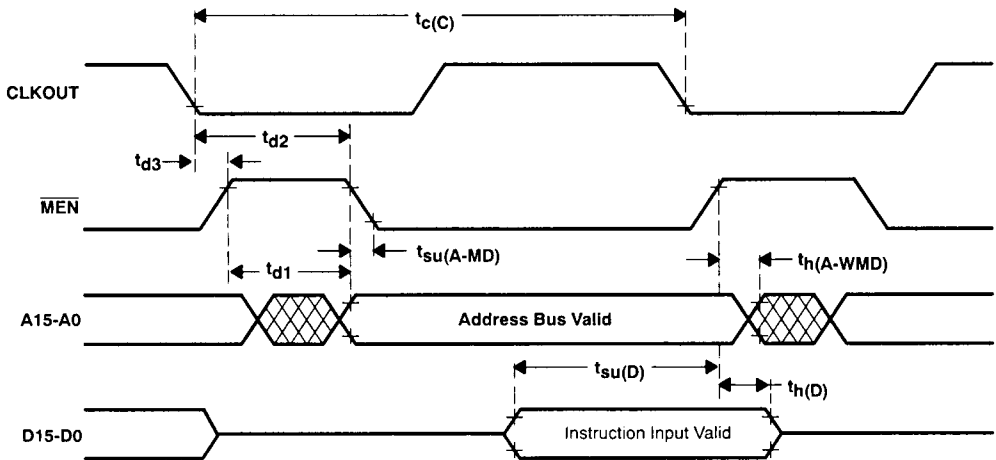 tc(C)
CLKOUT
td2
td3
MEN
tsu(A-MD)
td1
th(A-WMD)
A15-A0
Address Bus Valid
tsu(D)
th(D)
D15-D0
Instruction Input Valid